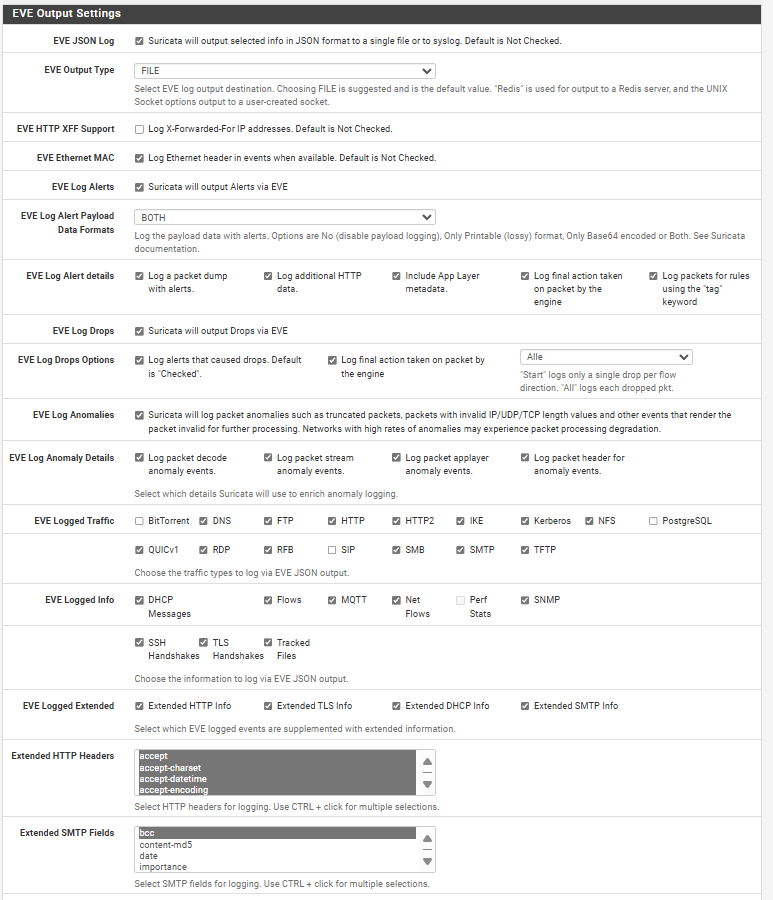 EVE Output Settings
EVE JSON Log
Suricata will output selected info in JSON format to a single file or to syslog. Default is Not Checked.
EVE Output Type
FILE
Select EVE log output destination. Choosing FILE is suggested and is the default value. "Redis" is used for output to a Redis server, and the UNIX
Socket options output to a user-created socket.
EVE HTTP XFF Support
Log X-Forwarded-For IP addresses. Default is Not Checked.
EVE Ethernet MAC
Log Ethernet header in events when available. Default is Not Checked.
EVE Log Alerts
Suricata will output Alerts via EVE
EVE Log Alert Payload
Data Formats
BOTH
Log the payload data with alerts. Options are No (disable payload logging), Only Printable (lossy) format, Only Base64 encoded or Both. See Suricata
documentation.
EVE Log Alert details
Log a packet dump
with alerts.
Log additional HTTP
data.
Include App Layer
metadata.
Log final action taken
on packet by the
engine
Log packets for rules
using the "tag"
keyword
EVE Log Drops
Suricata will output Drops via EVE
EVE Log Drops Options
Log alerts that caused drops. Default
is "Checked".
Log final action taken on packet by
the engine
Alle
"Start" logs only a single drop per flow
direction. "All" logs each dropped pkt.
EVE Log Anomalies
Suricata will log packet anomalies such as truncated packets, packets with invalid IP/UDP/TCP length values and other events that render the
packet invalid for further processing. Networks with high rates of anomalies may experience packet processing degradation.
EVE Log Anomaly Details
Log packet decode
anomaly events.
Log packet stream
anomaly events.
Log packet applayer
anomaly events.
Log packet header for
anomaly events.
Select which details Suricata will use to enrich anomaly logging.
EVE Logged Traffic
BitTorrent
DNS
FTP
HTTP
HTTP2
IKE
Kerberos
NFS
PostgreSQL
QUICv1
RDP
RFB
SIP
SMB
SMTP
TFTP
Choose the traffic types to log via EVE JSON output.
EVE Logged Info
DHCP
Messages
Flows
MQTT
Net
Flows
Perf
Stats
SNMP
SSH
Handshakes
TLS
Handshakes
Tracked
Files
Choose the information to log via EVE JSON output.
EVE Logged Extended
Extended HTTP Info
Extended TLS Info
Extended DHCP Info
Extended SMTP Info
Select which EVE logged events are supplemented with extended information.
Extended HTTP Headers
accept
accept-charset
accept-datetime
accept-encoding
Select HTTP headers for logging. Use CTRL + click for multiple selections.
Extended SMTP Fields
bcc
content-md5
date
importance
Select SMTP fields for logging. Use CTRL + click for multiple selections.